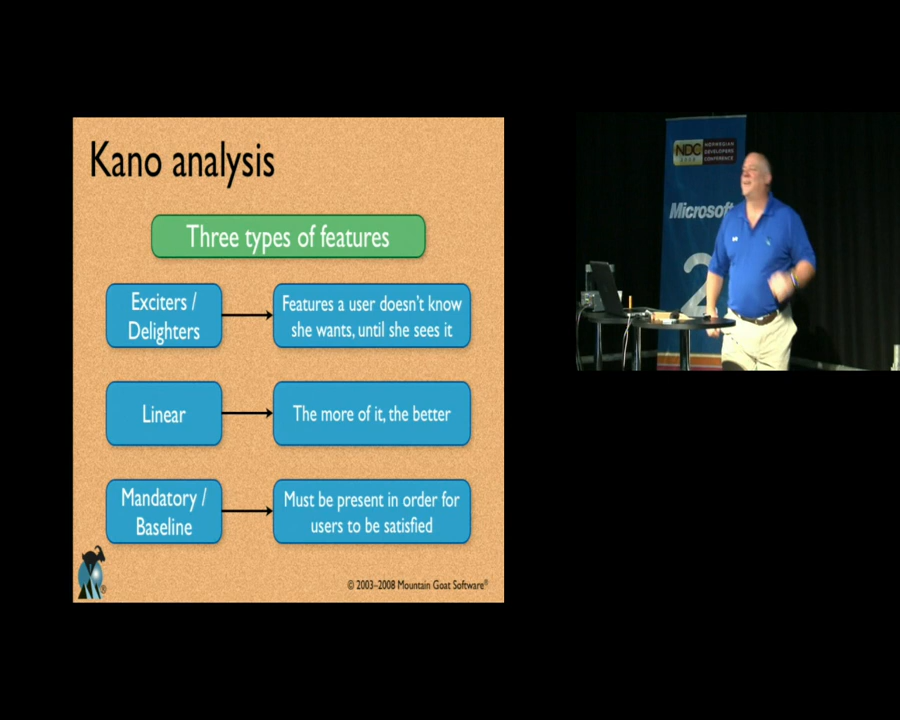 Kano analysis
Three types of features
Exciters /
Delighters
Features a user doesn't know
she wants, until she sees it
Linear
The more of it, the better
Mandatory /
Baseline
Must be present in order for
users to be satisfied
© 2003–2008 Mountain Goat Software®
NDC
NORWEGIAN
DEVELOPERS
CONFERENCE
Microsoft
2